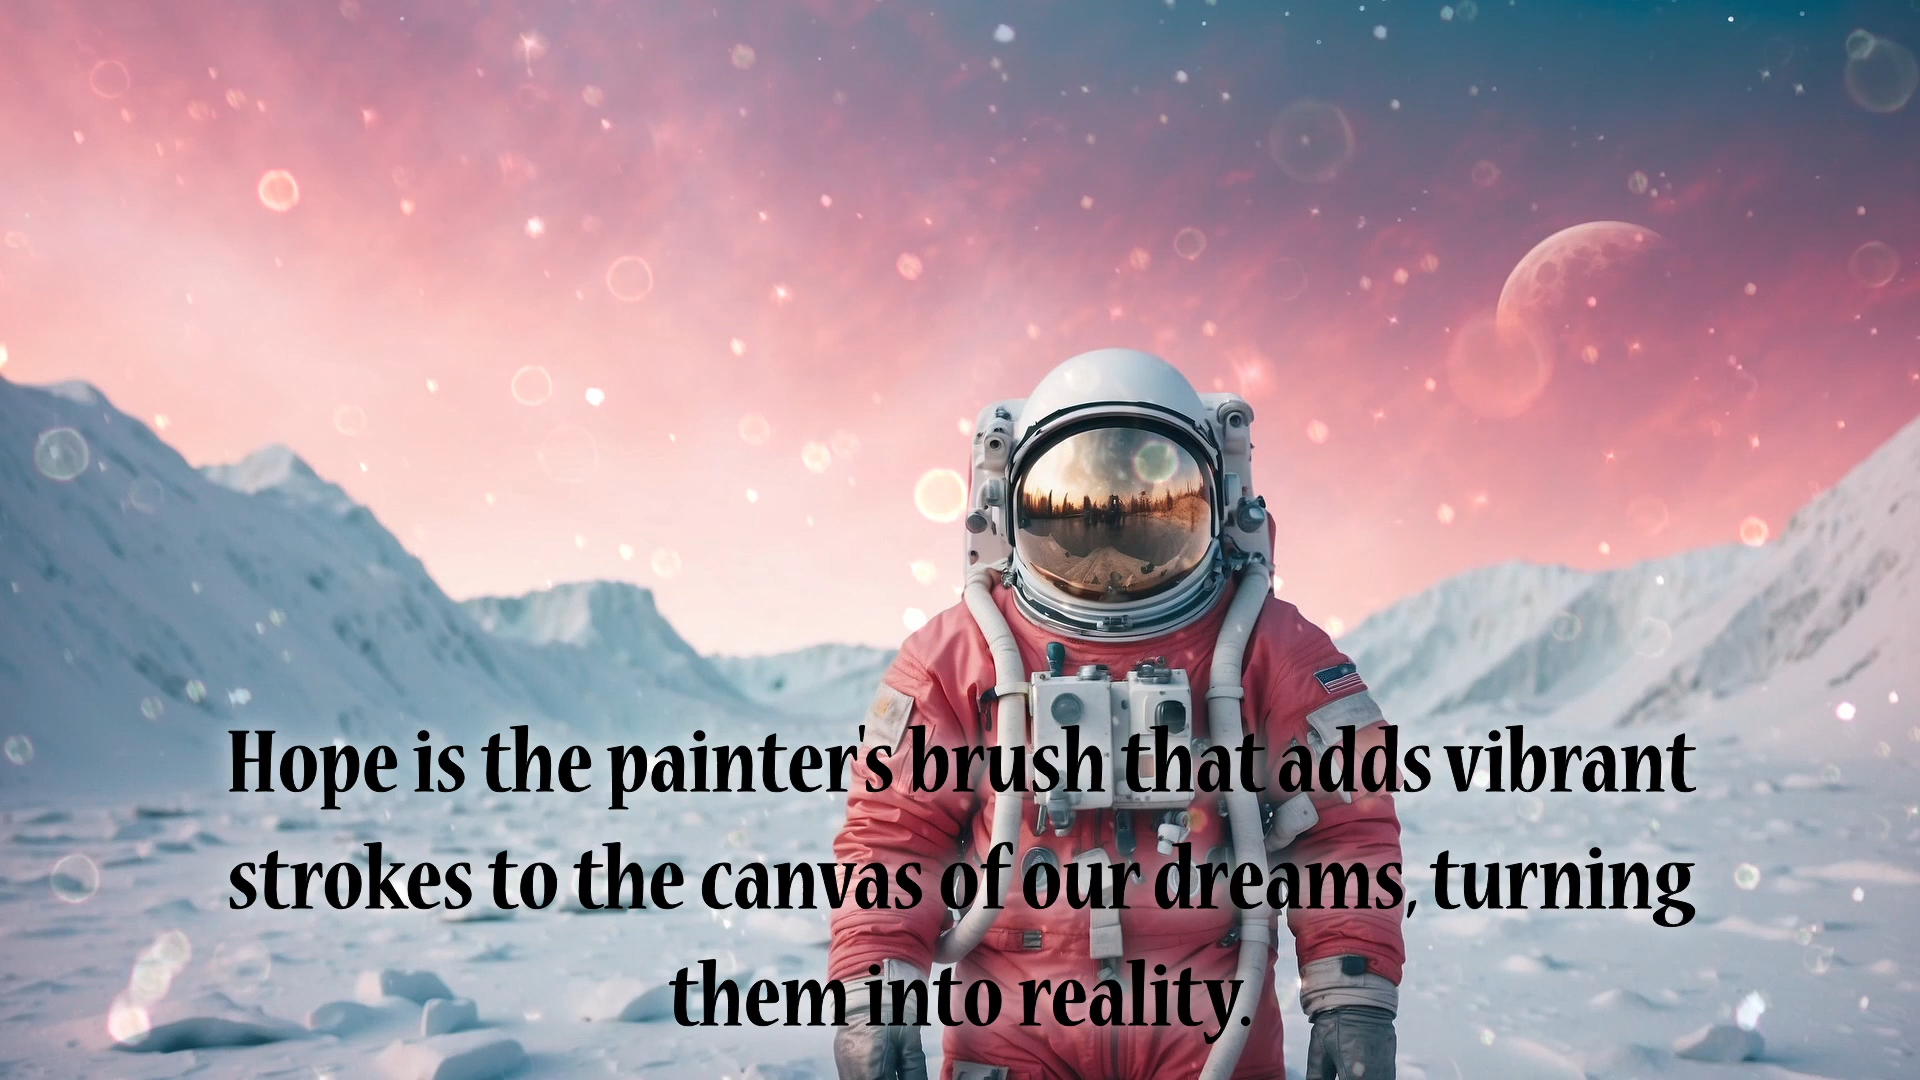 Hope is the painter's brush that adds vibrant
strokes to the canvas of our dreams, turning
them into reality.